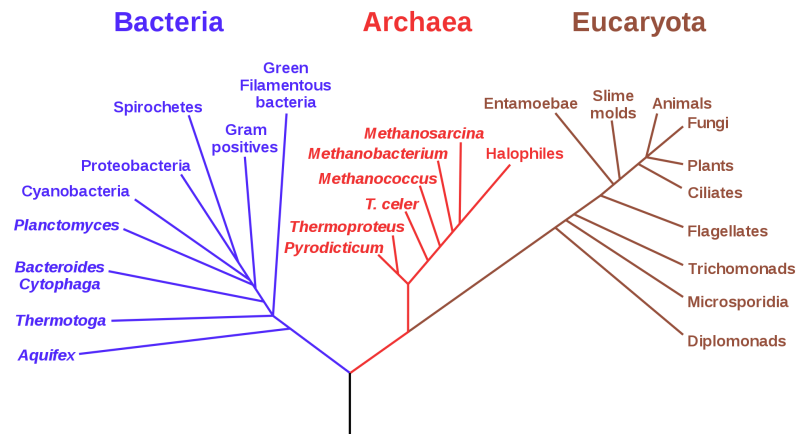 Bacteria
Archaea
Eucaryota
Green
Filamentous
bacteria
Spirochetes
Gram
positives
Proteobacteria
Cyanobacteria
Planctomyces
Bacteroides
Cytophaga
Thermotoga
Aquifex
Methanosarcina
Methanobacterium
Halophiles
Methanococcus
T. celer
Thermoproteus
Pyrodicticum
Entamoebae
Slime
molds
Animals
Fungi
Plants
Ciliates
Flagellates
Trichomonads
Microsporidia
Diplomonads